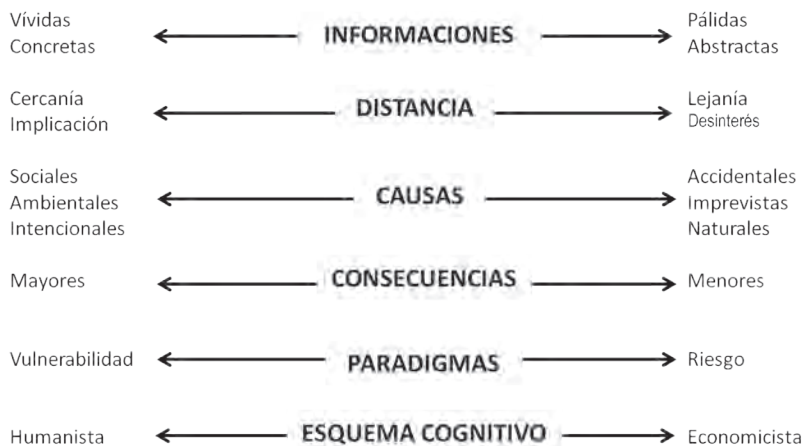 Vívidas
Concretas
INFORMACIONES
Pálidas
Abstractas
Cercanía
Implicación
DISTANCIA
Lejanía
Desinterés
Sociales
Ambientales
Intencionales
CAUSAS
Accidentales
Imprevistas
Naturales
Mayores
CONSECUENCIAS
Menores
Vulnerabilidad
PARADIGMAS
Riesgo
Humanista
ESQUEMA COGNITIVO
Economicista